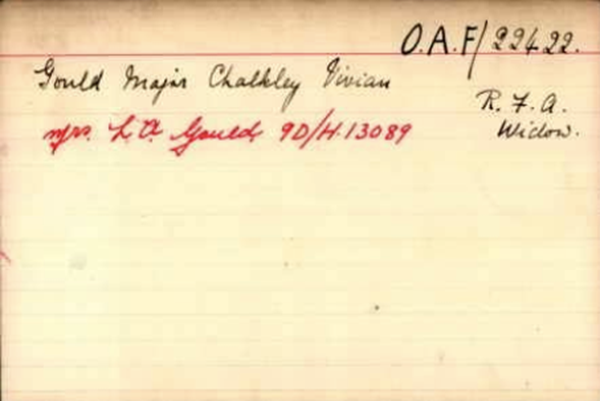 O.A.F/22422.
Gould Major Chalkley Vivian
R.F.A.
Mrs. L.A. Gould, 9D/H.13089
Widow.